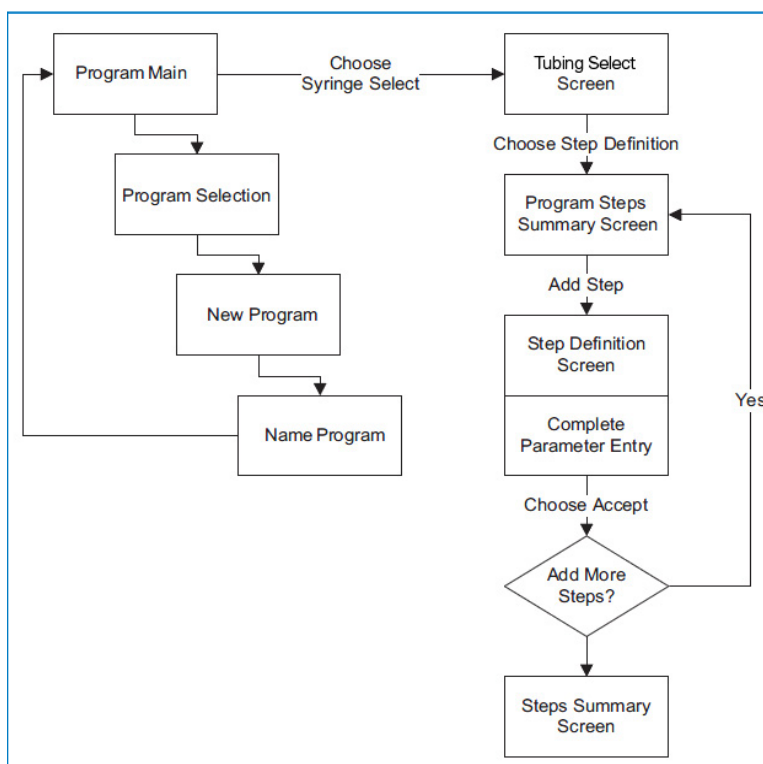 Program Main
Choose
Syringe Select
Tubing Select
Screen
Choose Step Definition
Program Selection
Program Steps
Summary Screen
Add Step
New Program
Step Definition
Screen
Yes
Name Program
Complete
Parameter Entry
Choose Accept
Add More
Steps?
Steps Summary
Screen